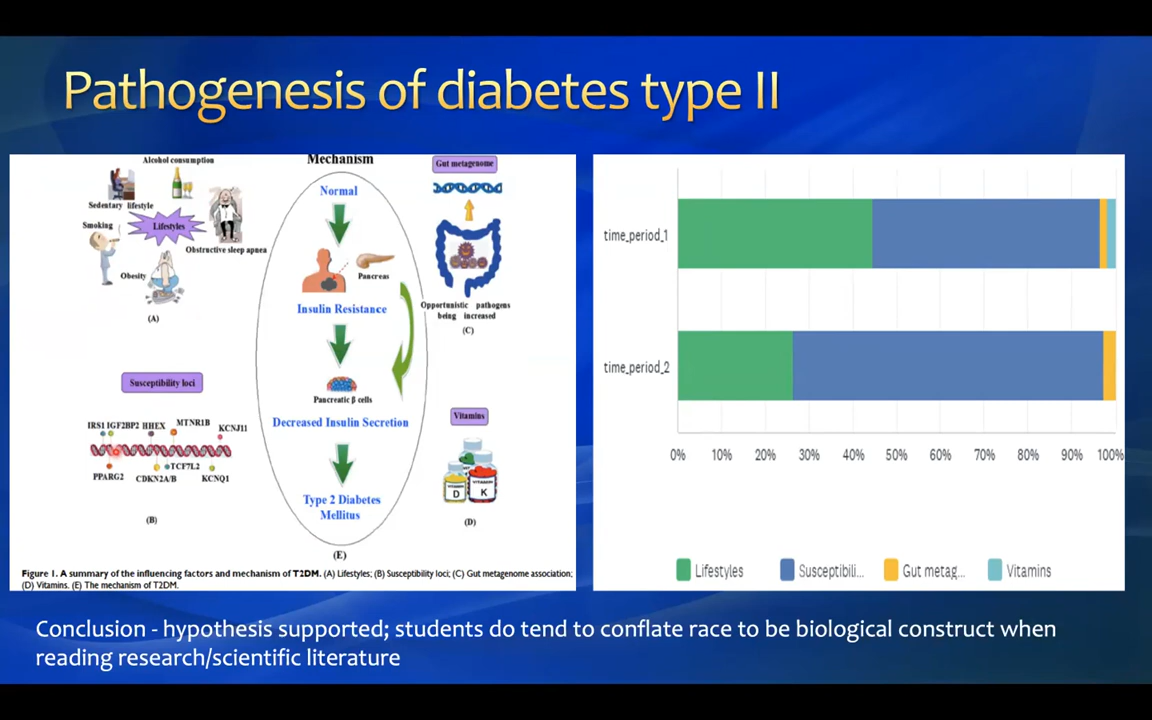 Pathogenesis of diabetes type II
Alcohol consumption
Sedentary lifestyle
Smoking
Lifestyles
Obstructive sleep apnea
Obesity
(A)
Susceptibility loci
IRS1 IGF2BP2 HHEX MTNR1B KCNJ11
PPARG2 CDKN2A/B TCF7L2 KCNQ1
(B)
Mechanism
Normal
Pancreas
Insulin Resistance
Pancreatic β cells
Decreased Insulin Secretion
Type 2 Diabetes
Mellitus
(E)
Gut metagenome
Opportunistic pathogens
being increased
(C)
Vitamins
VITAMIN D
VITAMIN K
(D)
Figure 1. A summary of the influencing factors and mechanism of T2DM. (A) Lifestyles; (B) Susceptibility loci; (C) Gut metagenome association;
(D) Vitamins. (E) The mechanism of T2DM.
time_period_1
time_period_2
0% 10% 20% 30% 40% 50% 60% 70% 80% 90% 100%
Lifestyles Susceptibili... Gut metag... Vitamins
Conclusion - hypothesis supported; students do tend to conflate race to be biological construct when
reading research/scientific literature